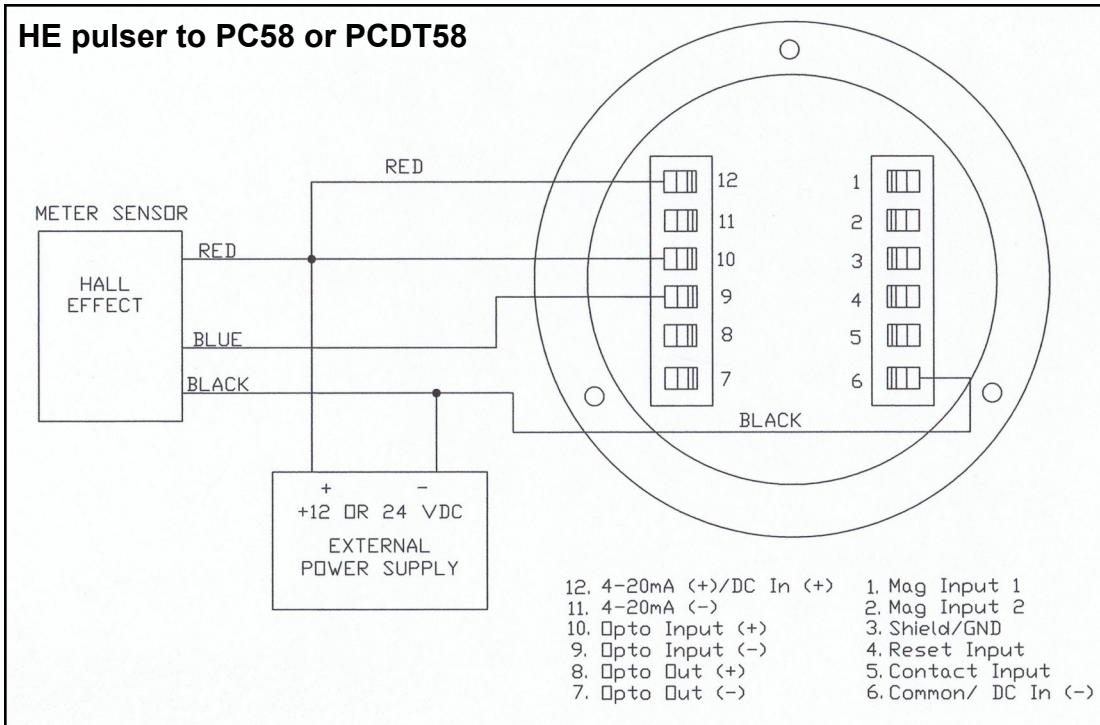 HE pulser to PC58 or PCDT58
RED
METER SENSOR
HALL
EFFECT
RED
BLUE
BLACK
BLACK
12
11
10
9
8
7
1
2
3
4
5
6
+ -
+12 OR 24 VDC
EXTERNAL
POWER SUPPLY
12. 4-20mA (+)/DC In (+)
11. 4-20mA (-)
10. Opto Input (+)
9. Opto Input (-)
8. Opto Out (+)
7. Opto Out (-)
1. Mag Input 1
2. Mag Input 2
3. Shield/GND
4. Reset Input
5. Contact Input
6. Common/ DC In (-)